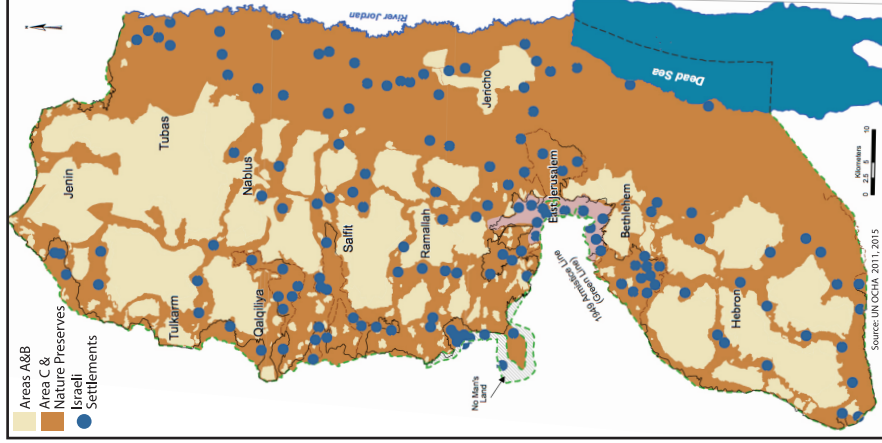 River Jordan
Dead Sea
Jenin
Tubas
Nablus
Tulkarm
Qalqiliya
Salfit
Ramallah
Jericho
East Jerusalem
Bethlehem
Hebron
No Man's
Land
1949 Armistice Line
(Green Line)
Areas A&B
Area C &
Nature Preserves
Israeli
Settlements
Kilometers
0 2.5 5 10
Source: UN OCHA 2011, 2015